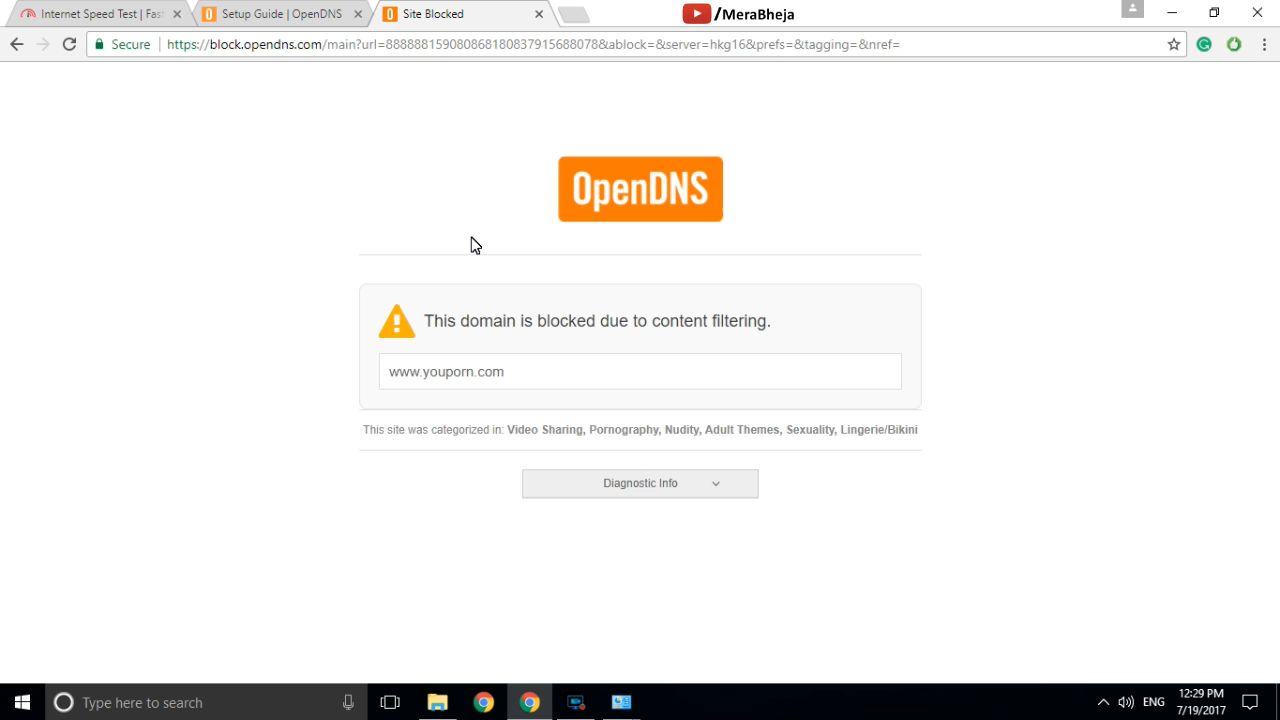 Internet Speed Test | Fast
Setup Guide | OpenDNS
Site Blocked
/MeraBheja
Secure
https://block.opendns.com/main?url=88888815908086818083791568807​8&ablock=&server=hkg16&prefs=&tagging=&nref=
OpenDNS
This domain is blocked due to content filtering.
www.youporn.com
This site was categorized in: Video Sharing, Pornography, Nudity, Adult Themes, Sexuality, Lingerie/Bikini
Diagnostic Info
Type here to search
ENG
12:29 PM
7/19/2017